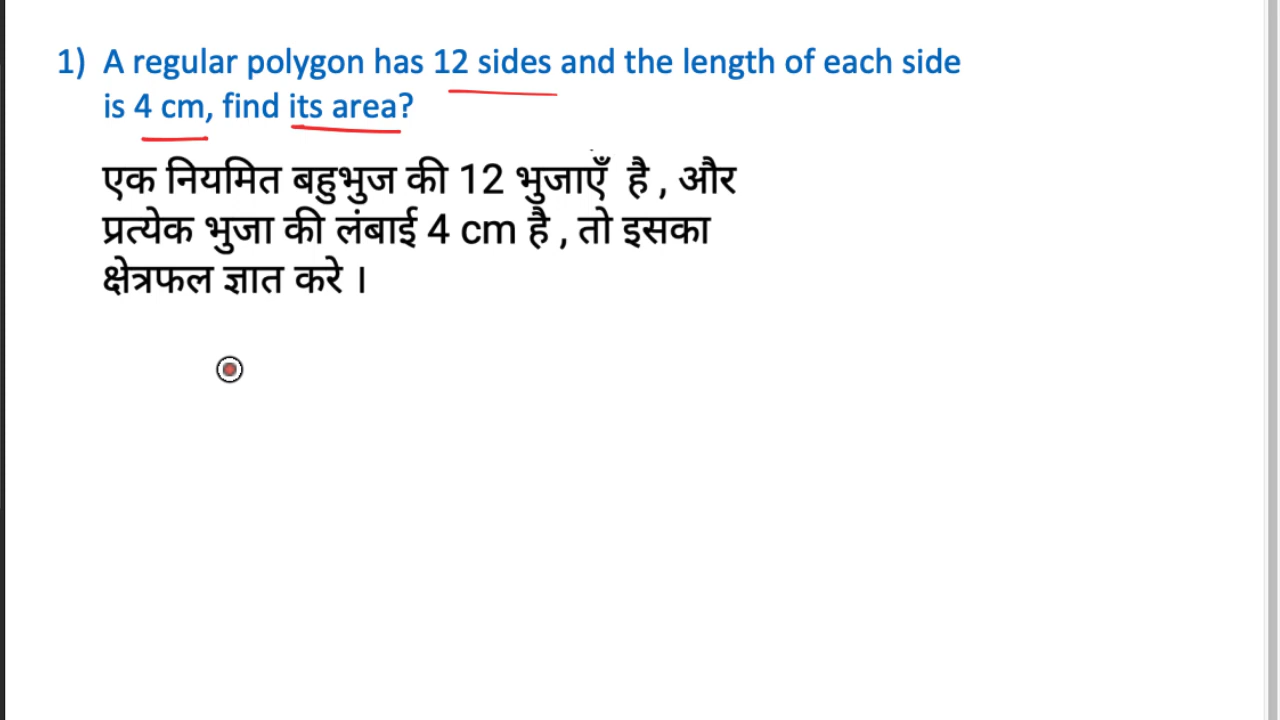 1) A regular polygon has 12 sides and the length of each side
is 4 cm, find its area?
एक नियमित बहुभुज की 12 भुजाएँ है , और
प्रत्येक भुजा की लंबाई 4 cm है , तो इसका
क्षेत्रफल ज्ञात करे ।